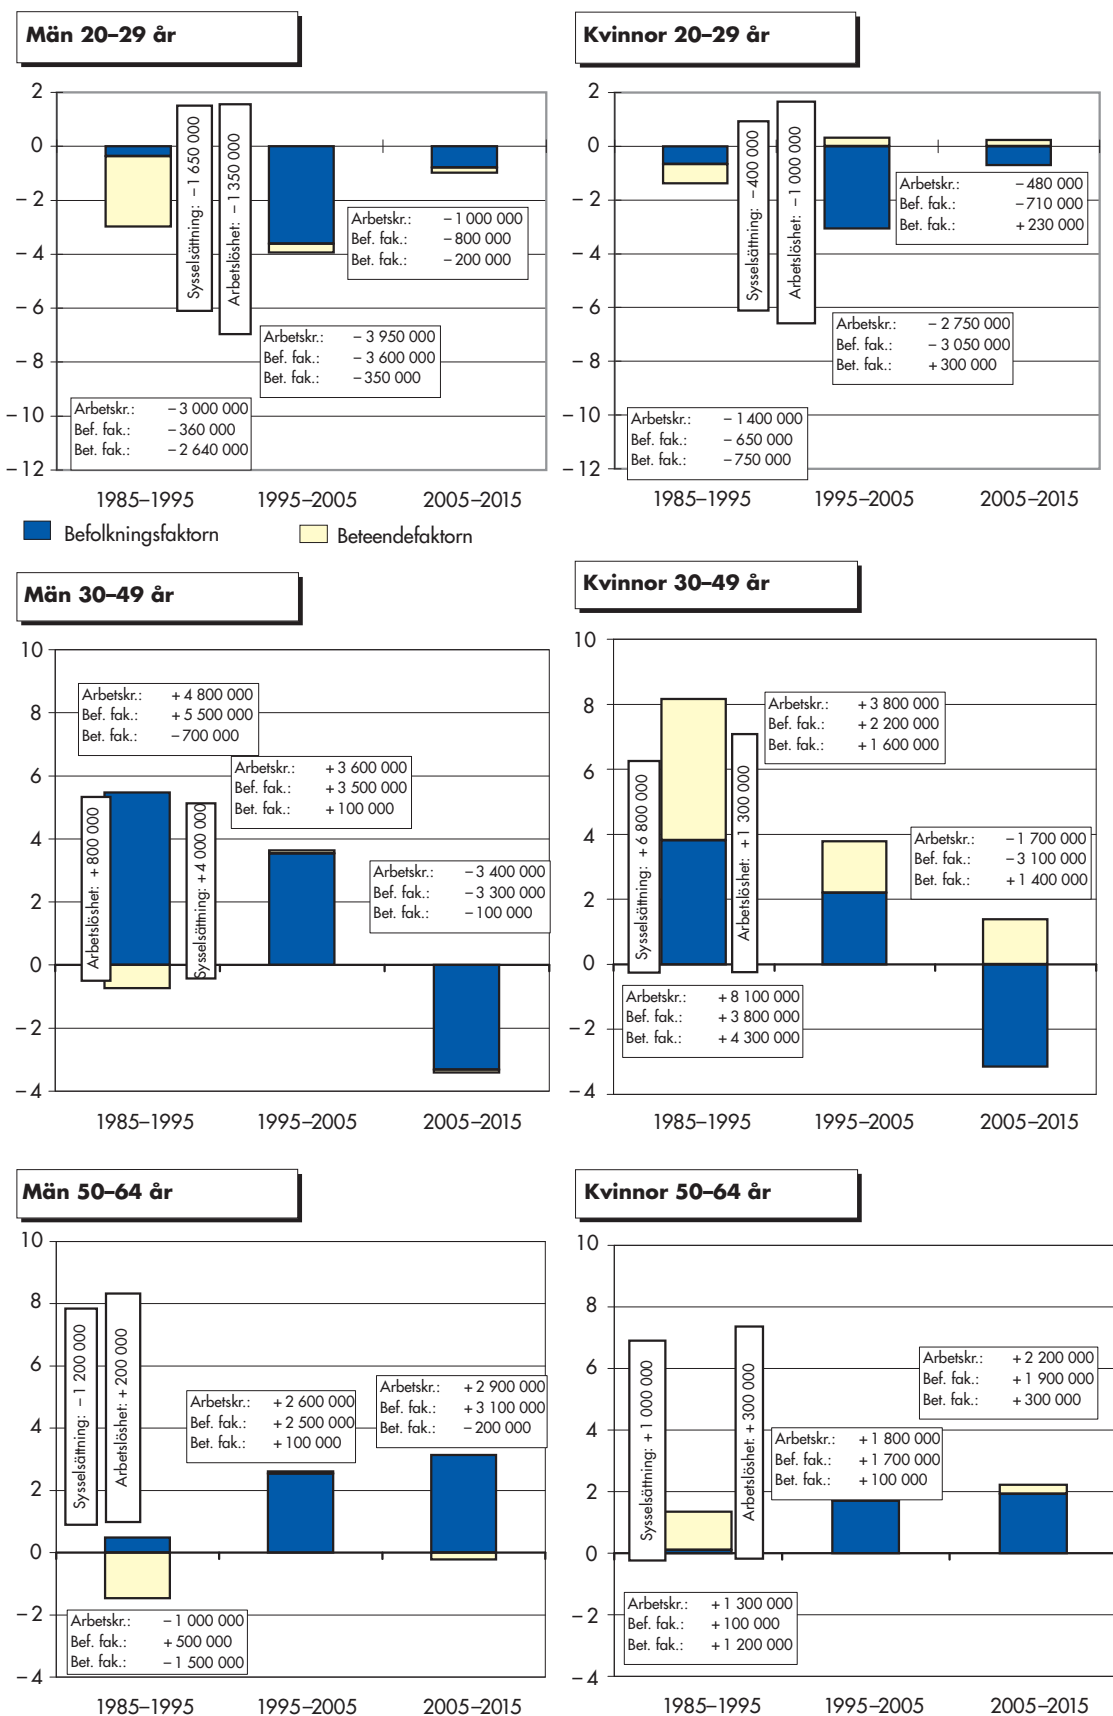 Män 20–29 år
2
0
– 2
– 4
– 6
– 8
– 10
– 12
Sysselsättning: – 1 650 000
Arbetslöshet: – 1 350 000
Arbetskr.: – 1 000 000
Bef. fak.: – 800 000
Bet. fak.: – 200 000
Arbetskr.: – 3 950 000
Bef. fak.: – 3 600 000
Bet. fak.: – 350 000
Arbetskr.: – 3 000 000
Bef. fak.: – 360 000
Bet. fak.: – 2 640 000
1985–1995 1995–2005 2005–2015
Kvinnor 20–29 år
2
0
– 2
– 4
– 6
– 8
– 10
– 12
Sysselsättning: – 400 000
Arbetslöshet: – 1 000 000
Arbetskr.: – 480 000
Bef. fak.: – 710 000
Bet. fak.: + 230 000
Arbetskr.: – 2 750 000
Bef. fak.: – 3 050 000
Bet. fak.: + 300 000
Arbetskr.: – 1 400 000
Bef. fak.: – 650 000
Bet. fak.: – 750 000
1985–1995 1995–2005 2005–2015
Befolkningsfaktorn Beteendefaktorn
Män 30–49 år
10
8
6
4
2
0
– 2
– 4
Arbetskr.: + 4 800 000
Bef. fak.: + 5 500 000
Bet. fak.: – 700 000
Arbetskr.: + 3 600 000
Bef. fak.: + 3 500 000
Bet. fak.: + 100 000
Arbetslöshet: + 800 000
Sysselsättning: + 4 000 000
Arbetskr.: – 3 400 000
Bef. fak.: – 3 300 000
Bet. fak.: – 100 000
1985–1995 1995–2005 2005–2015
Kvinnor 30–49 år
10
8
6
4
2
0
– 2
– 4
Arbetskr.: + 3 800 000
Bef. fak.: + 2 200 000
Bet. fak.: + 1 600 000
Sysselsättning: + 6 800 000
Arbetslöshet: + 1 300 000
Arbetskr.: – 1 700 000
Bef. fak.: – 3 100 000
Bet. fak.: + 1 400 000
Arbetskr.: + 8 100 000
Bef. fak.: + 3 800 000
Bet. fak.: + 4 300 000
1985–1995 1995–2005 2005–2015
Män 50–64 år
10
8
6
4
2
0
– 2
– 4
Sysselsättning: – 1 200 000
Arbetslöshet: + 200 000
Arbetskr.: + 2 600 000
Bef. fak.: + 2 500 000
Bet. fak.: + 100 000
Arbetskr.: + 2 900 000
Bef. fak.: + 3 100 000
Bet. fak.: – 200 000
Arbetskr.: – 1 000 000
Bef. fak.: + 500 000
Bet. fak.: – 1 500 000
1985–1995 1995–2005 2005–2015
Kvinnor 50–64 år
10
8
6
4
2
0
– 2
– 4
Sysselsättning: + 1 000 000
Arbetslöshet: + 300 000
Arbetskr.: + 2 200 000
Bef. fak.: + 1 900 000
Bet. fak.: + 300 000
Arbetskr.: + 1 800 000
Bef. fak.: + 1 700 000
Bet. fak.: + 100 000
Arbetskr.: + 1 300 000
Bef. fak.: + 100 000
Bet. fak.: + 1 200 000
1985–1995 1995–2005 2005–2015